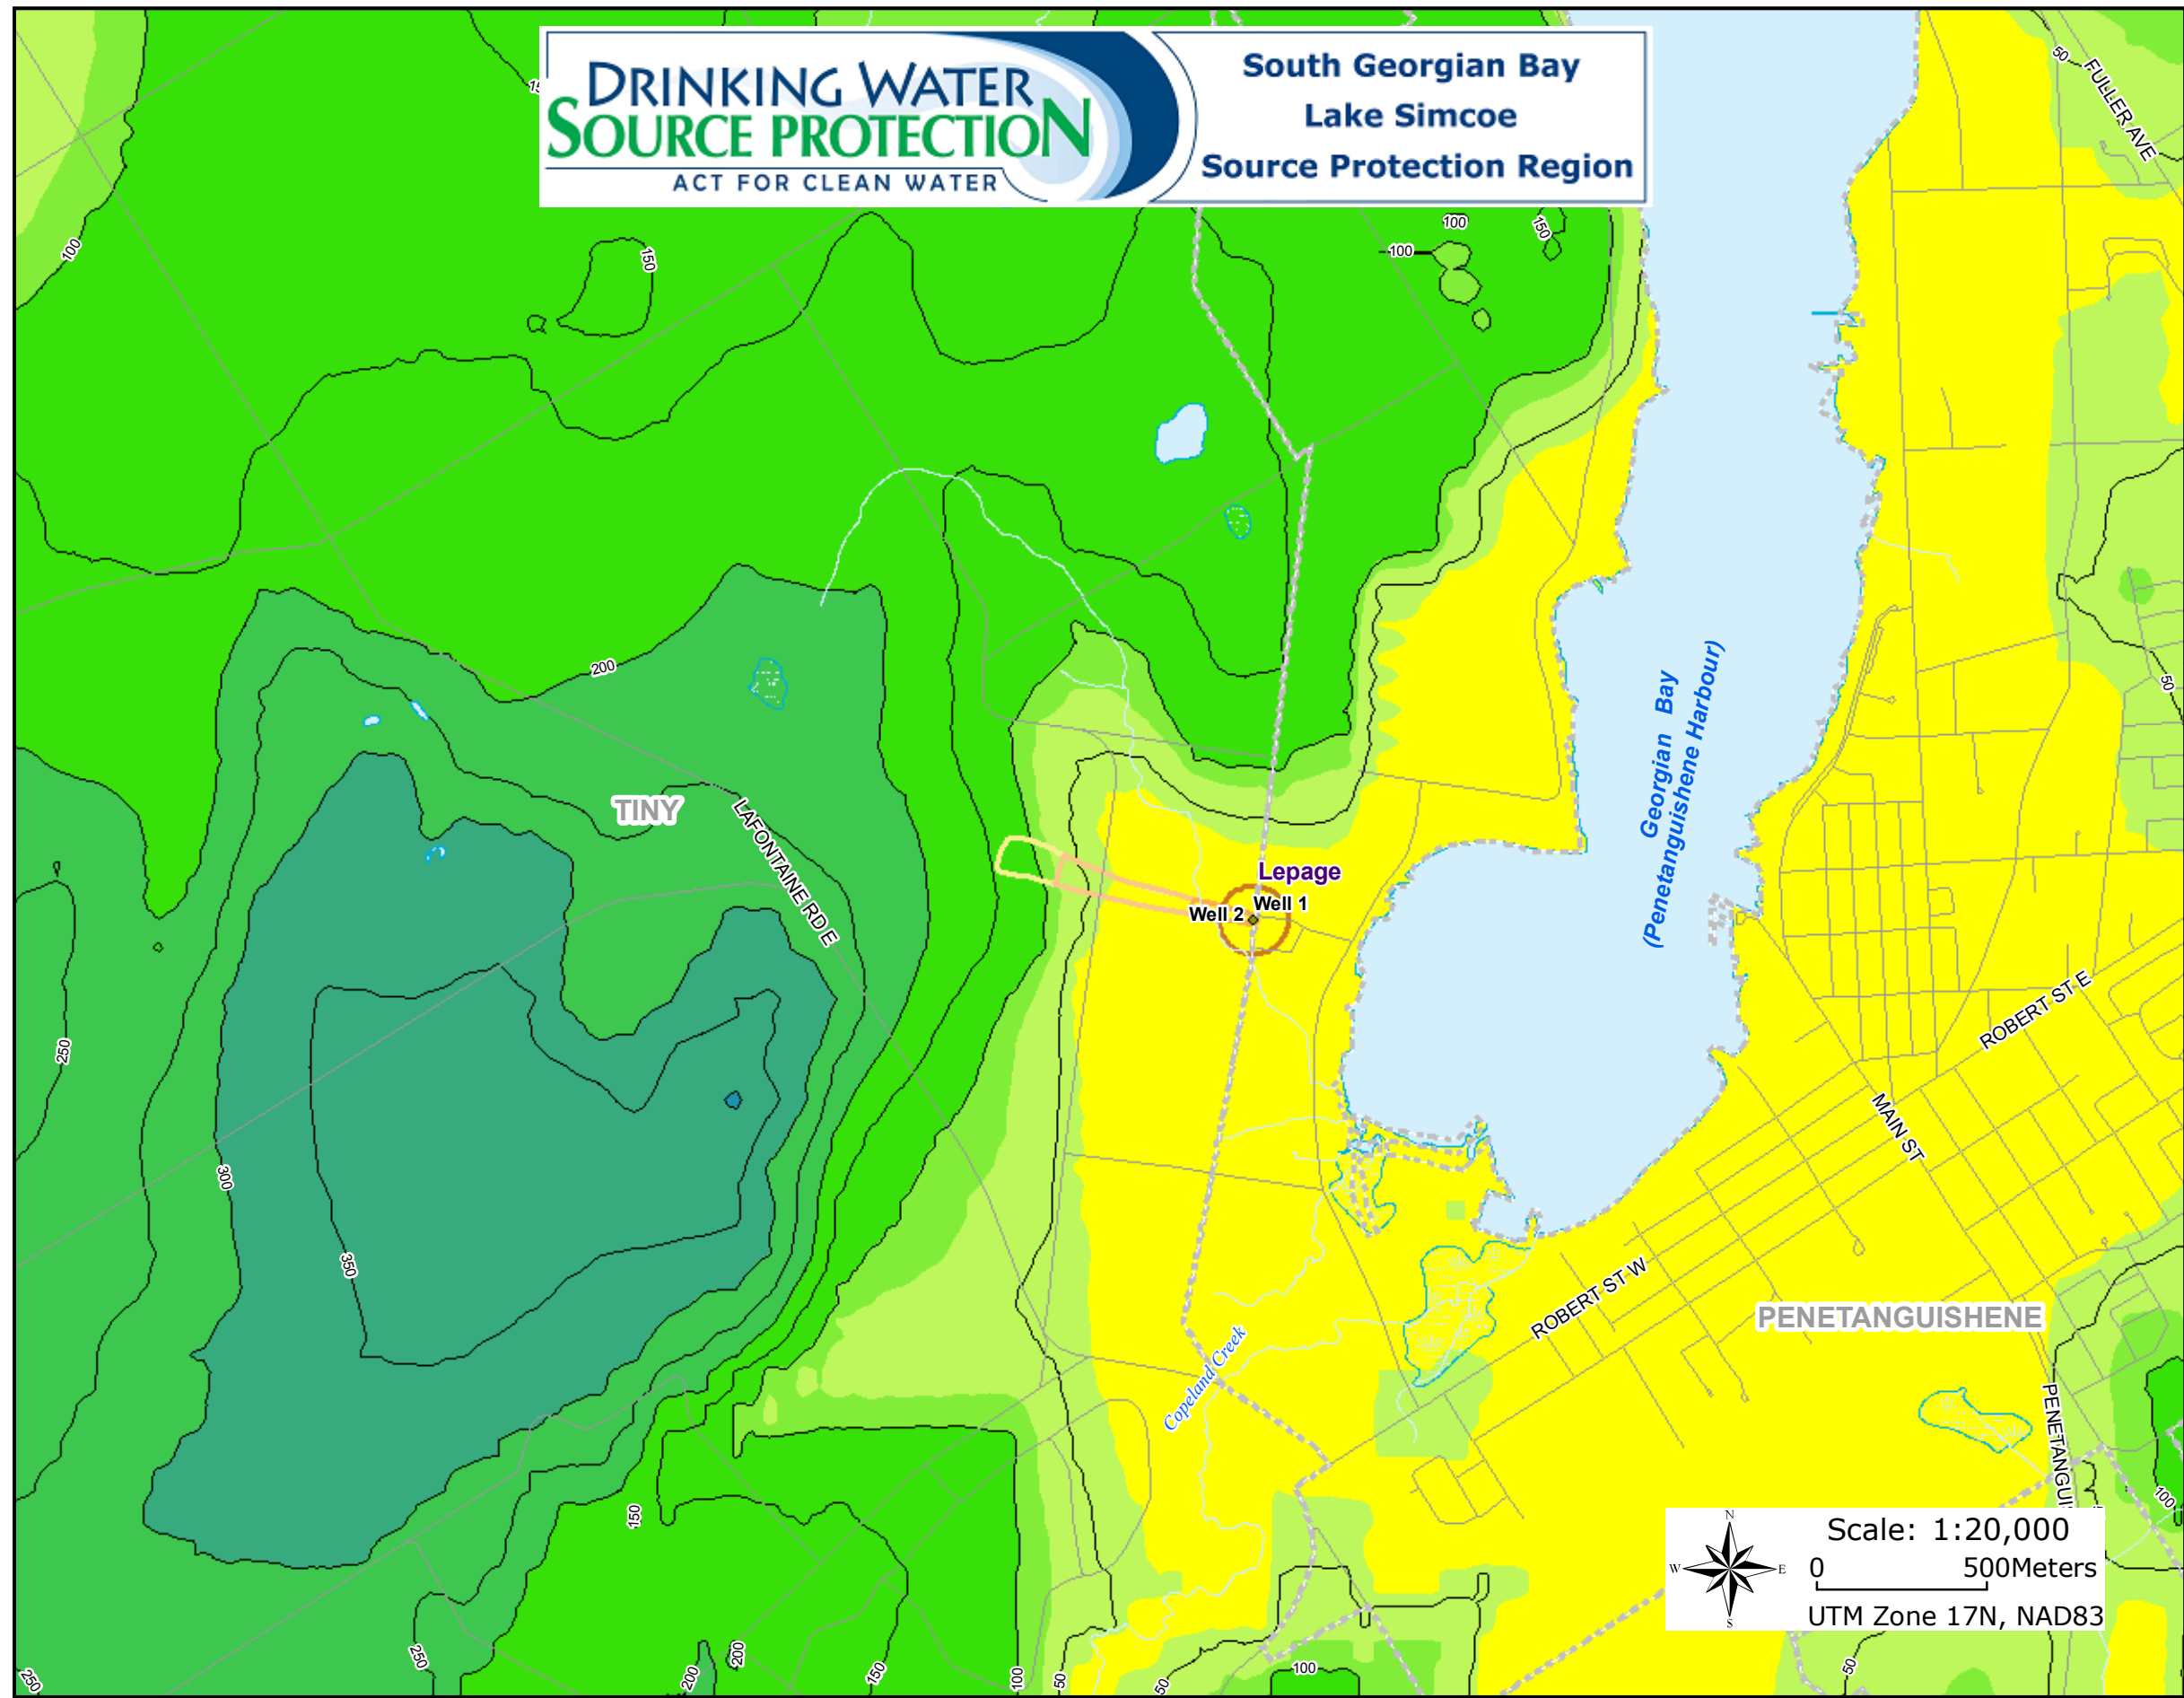 DRINKING WATER
SOURCE PROTECTION
ACT FOR CLEAN WATER
South Georgian Bay
Lake Simcoe
Source Protection Region
50
FULLER AVE
100
150
100
100
150
200
50
Georgian Bay
(Penetanguishene Harbour)
TINY
LAFONTAINE RD E
Lepage
Well 1
Well 2
250
300
350
ROBERT ST E
MAIN ST
ROBERT ST W
PENETANGUISHENE
Copeland Creek
PENETANGUI
100
150
250
250
200
200
150
100
50
50
100
50
N
W
E
S
Scale: 1:20,000
0 500Meters
UTM Zone 17N, NAD83